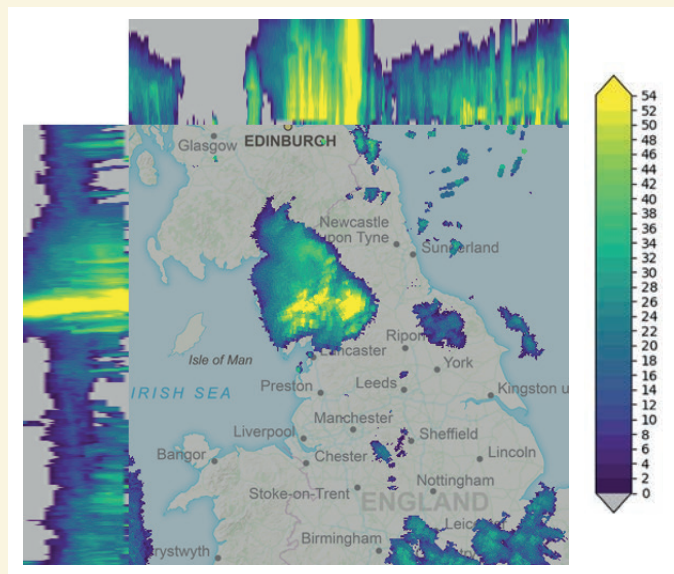 EDINBURGH
Glasgow
Newcastle
upon Tyne
Sunderland
Isle of Man
Lancaster
Ripon
York
IRISH SEA
Preston
Leeds
Kingston u
Manchester
Liverpool
Sheffield
Bangor
Chester
Lincoln
Stoke-on-Trent
Nottingham
ENGLAND
Leicester
Birmingham
rystwyth
54
52
50
48
46
44
42
40
38
36
34
32
30
28
26
24
22
20
18
16
14
12
10
8
6
4
2
0